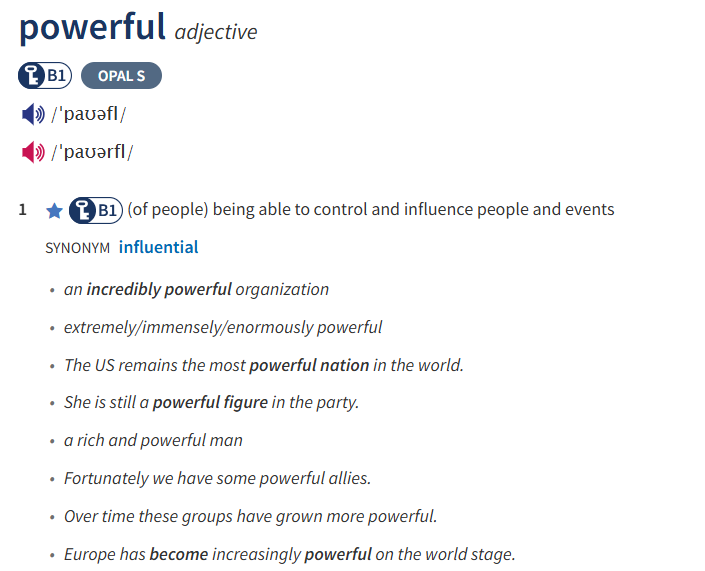 powerful adjective
B1 OPAL S
/ˈpaʊəfl/
/ˈpaʊərfl/
1 B1 (of people) being able to control and influence people and events
SYNONYM influential
• an incredibly powerful organization
• extremely/immensely/enormously powerful
• The US remains the most powerful nation in the world.
• She is still a powerful figure in the party.
• a rich and powerful man
• Fortunately we have some powerful allies.
• Over time these groups have grown more powerful.
• Europe has become increasingly powerful on the world stage.